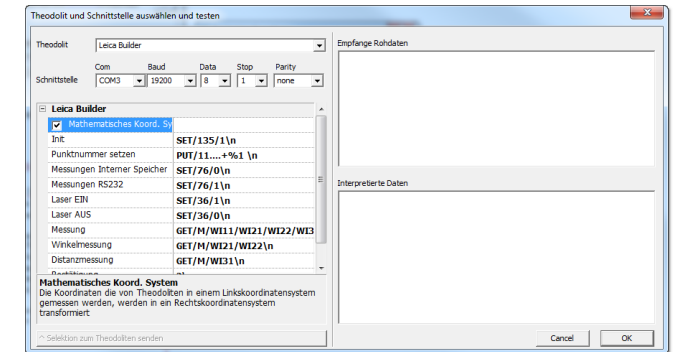 Theodolit und Schnittstelle auswählen und testen
Theodolit Leica Builder
Com Baud Data Stop Parity
Schnittstelle COM3 19200 8 1 none
Leica Builder
Mathematisches Koord. Sy
Init SET/135/1\n
Punktnummer setzen PUT/11....+%1 \n
Messungen Interner Speicher SET/76/0\n
Messungen RS232 SET/76/1\n
Laser EIN SET/36/1\n
Laser AUS SET/36/0\n
Messung GET/M/WI11/WI21/WI22/WI3
Winkelmessung GET/M/WI21/WI22\n
Distanzmessung GET/M/WI31\n
Mathematisches Koord. System
Die Koordinaten die von Theodoliten in einem Linkskoordinatensystem
gemessen werden, werden in ein Rechtskoordinatensystem
transformiert
^ Selektion zum Theodoliten senden
Empfange Rohdaten
Interpretierte Daten
Cancel OK